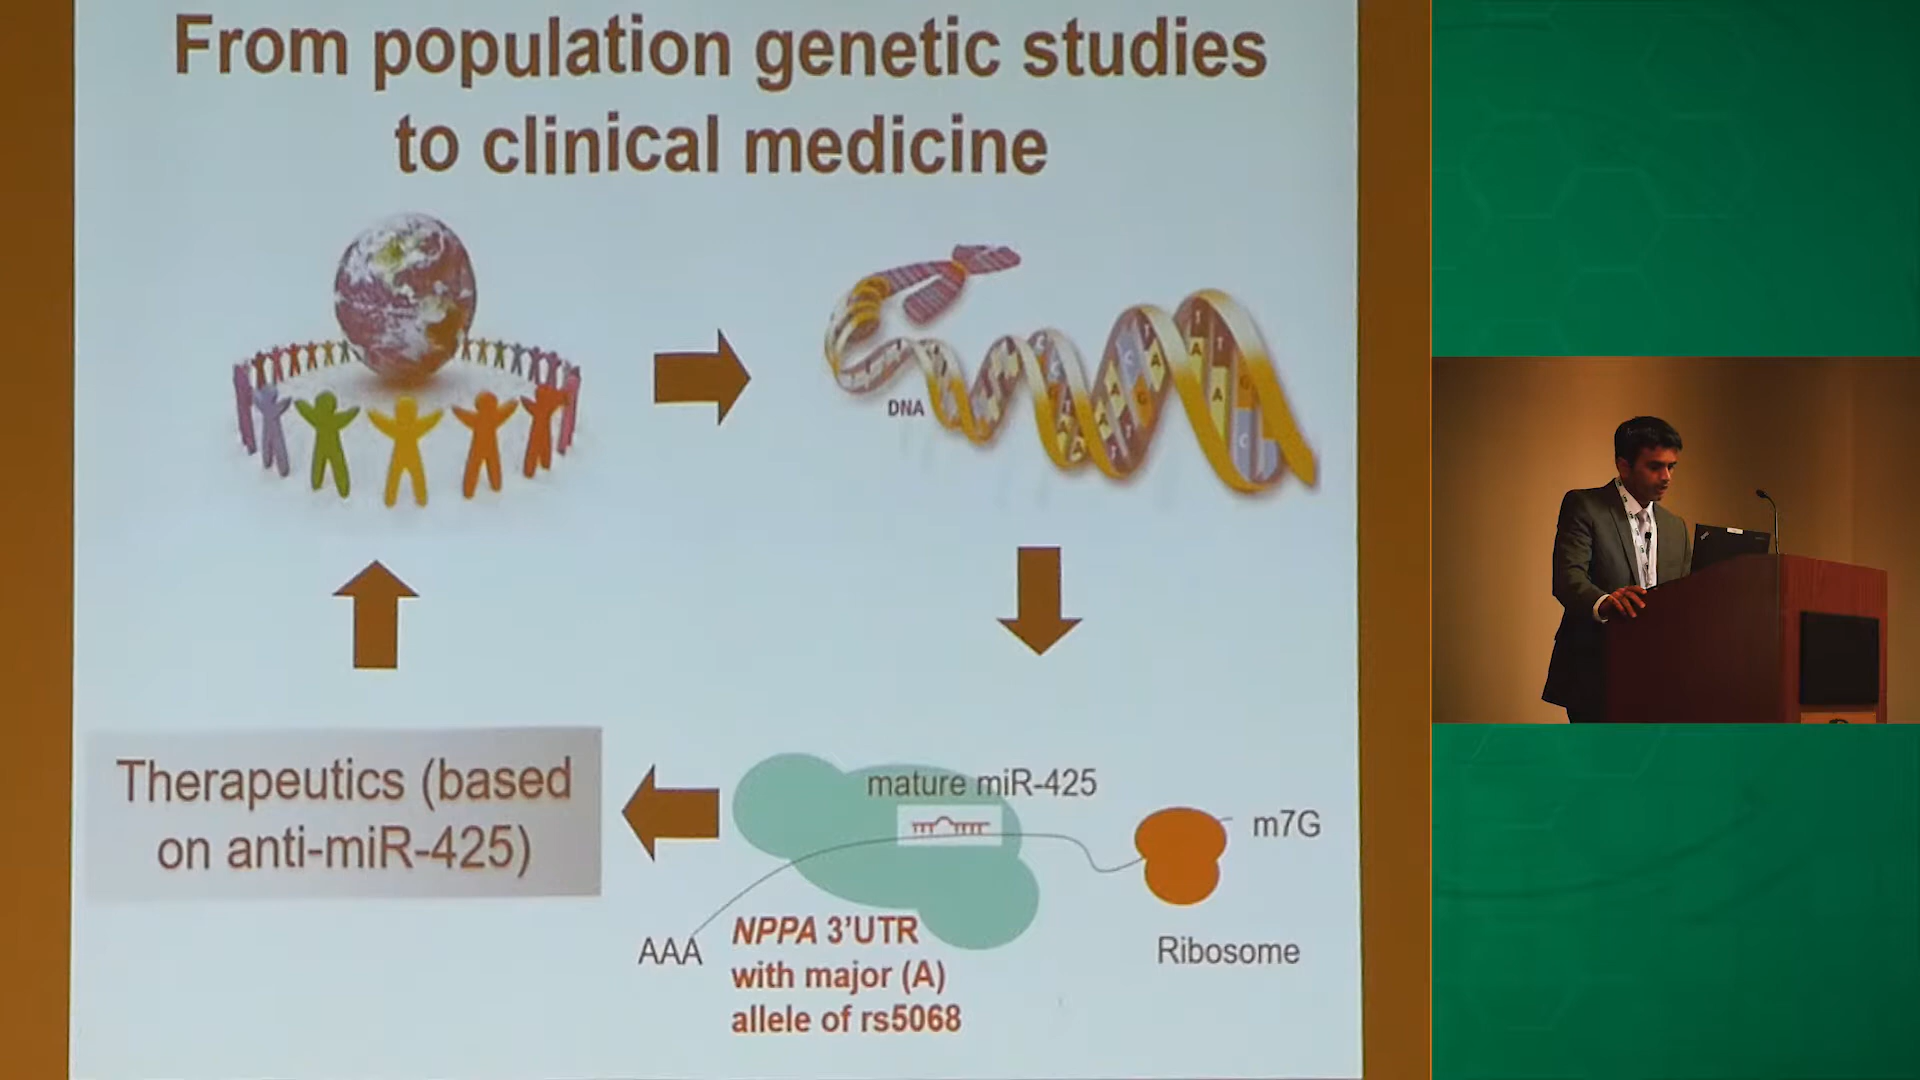 From population genetic studies
to clinical medicine
DNA
Therapeutics (based
on anti-miR-425)
mature miR-425
m7G
AAA
NPPA 3'UTR
with major (A)
allele of rs5068
Ribosome